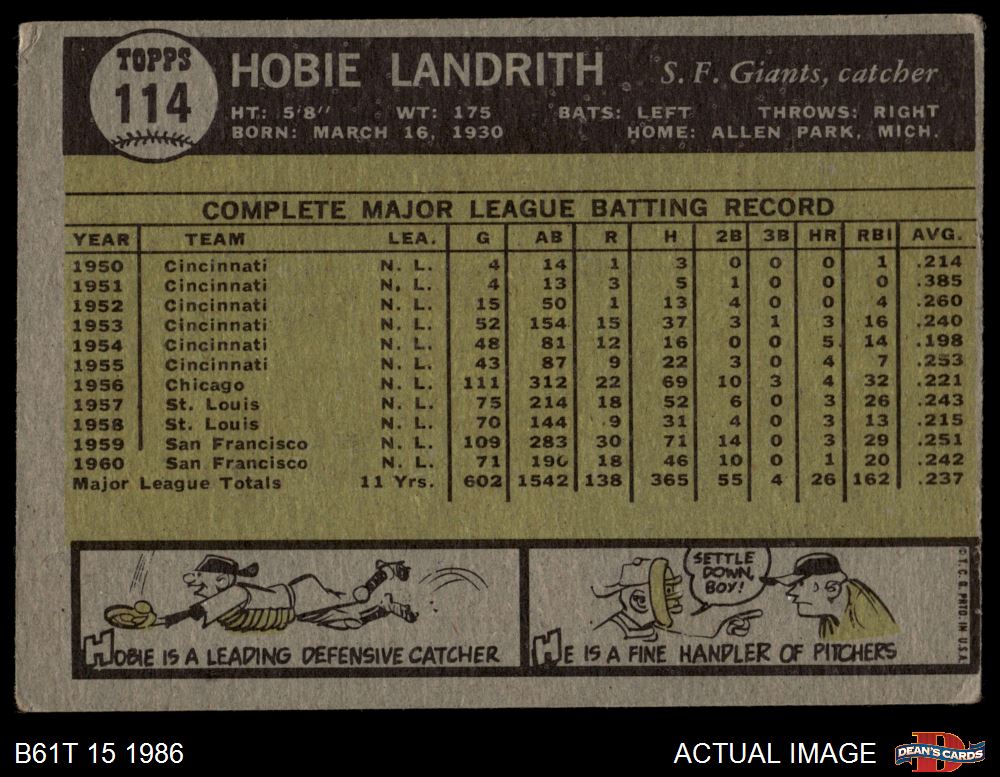 TOPPS
114
HOBIE LANDRITH S. F. Giants, catcher
HT: 5'8" WT: 175 BATS: LEFT THROWS: RIGHT
BORN: MARCH 16, 1930 HOME: ALLEN PARK, MICH.
COMPLETE MAJOR LEAGUE BATTING RECORD
YEAR TEAM LEA. G AB R H 2B 3B HR RBI AVG.
1950 Cincinnati N. L. 4 14 1 3 0 0 0 1 .214
1951 Cincinnati N. L. 4 13 3 5 1 0 0 0 .385
1952 Cincinnati N. L. 15 50 1 13 4 0 0 4 .260
1953 Cincinnati N. L. 52 154 15 37 3 1 3 16 .240
1954 Cincinnati N. L. 48 81 12 16 0 0 5 14 .198
1955 Cincinnati N. L. 43 87 9 22 3 0 4 7 .253
1956 Chicago N. L. 111 312 22 69 10 3 4 32 .221
1957 St. Louis N. L. 75 214 18 52 6 0 3 26 .243
1958 St. Louis N. L. 70 144 9 31 4 0 3 13 .215
1959 San Francisco N. L. 109 283 30 71 14 0 3 29 .251
1960 San Francisco N. L. 71 190 18 46 10 0 1 20 .242
Major League Totals 11 Yrs. 602 1542 138 365 55 4 26 162 .237
SETTLE
DOWN,
BOY!
HOBIE IS A LEADING DEFENSIVE CATCHER
HE IS A FINE HANDLER OF PITCHERS
© T. C. G. PRTD. IN U.S.A.
B61T 15 1986
ACTUAL IMAGE
DEAN'S CARDS